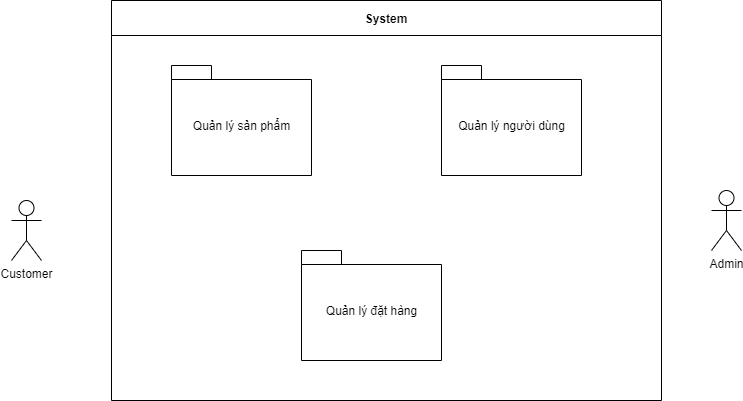 System
Quản lý sản phẩm
Quản lý người dùng
Customer
Admin
Quản lý đặt hàng